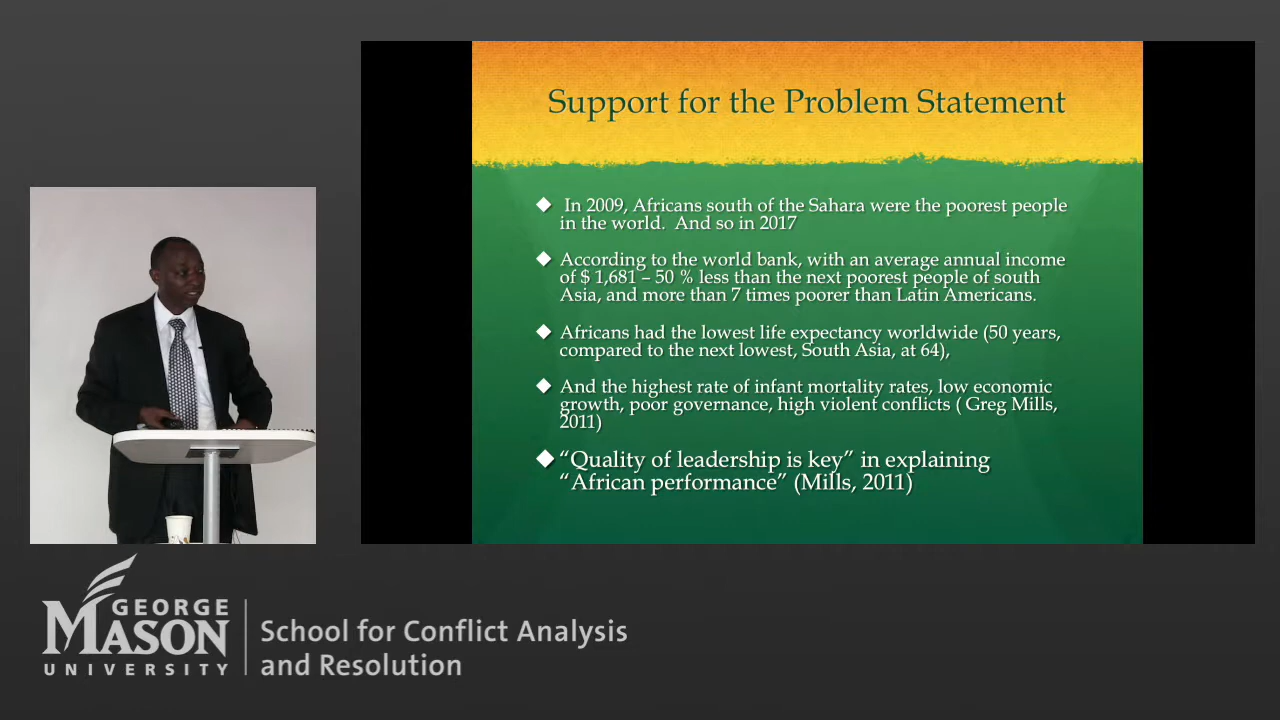 Support for the Problem Statement
In 2009, Africans south of the Sahara were the poorest people
in the world. And so in 2017
According to the world bank, with an average annual income
of $ 1,681 – 50 % less than the next poorest people of south
Asia, and more than 7 times poorer than Latin Americans.
Africans had the lowest life expectancy worldwide (50 years,
compared to the next lowest, South Asia, at 64),
And the highest rate of infant mortality rates, low economic
growth, poor governance, high violent conflicts ( Greg Mills,
2011)
“Quality of leadership is key” in explaining
“African performance” (Mills, 2011)
GEORGE
MASON
UNIVERSITY
School for Conflict Analysis
and Resolution